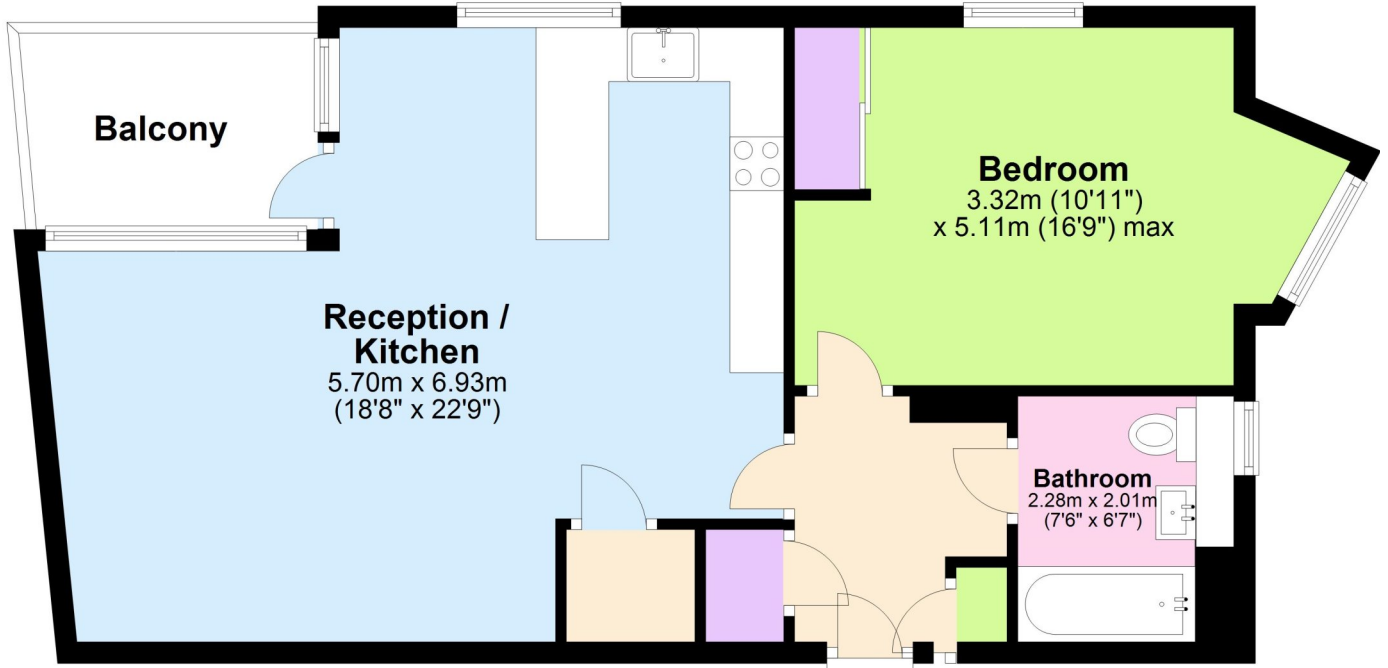 Balcony
Reception /
Kitchen
5.70m x 6.93m
(18'8" x 22'9")
Bedroom
3.32m (10'11")
x 5.11m (16'9") max
Bathroom
2.28m x 2.01m
(7'6" x 6'7")